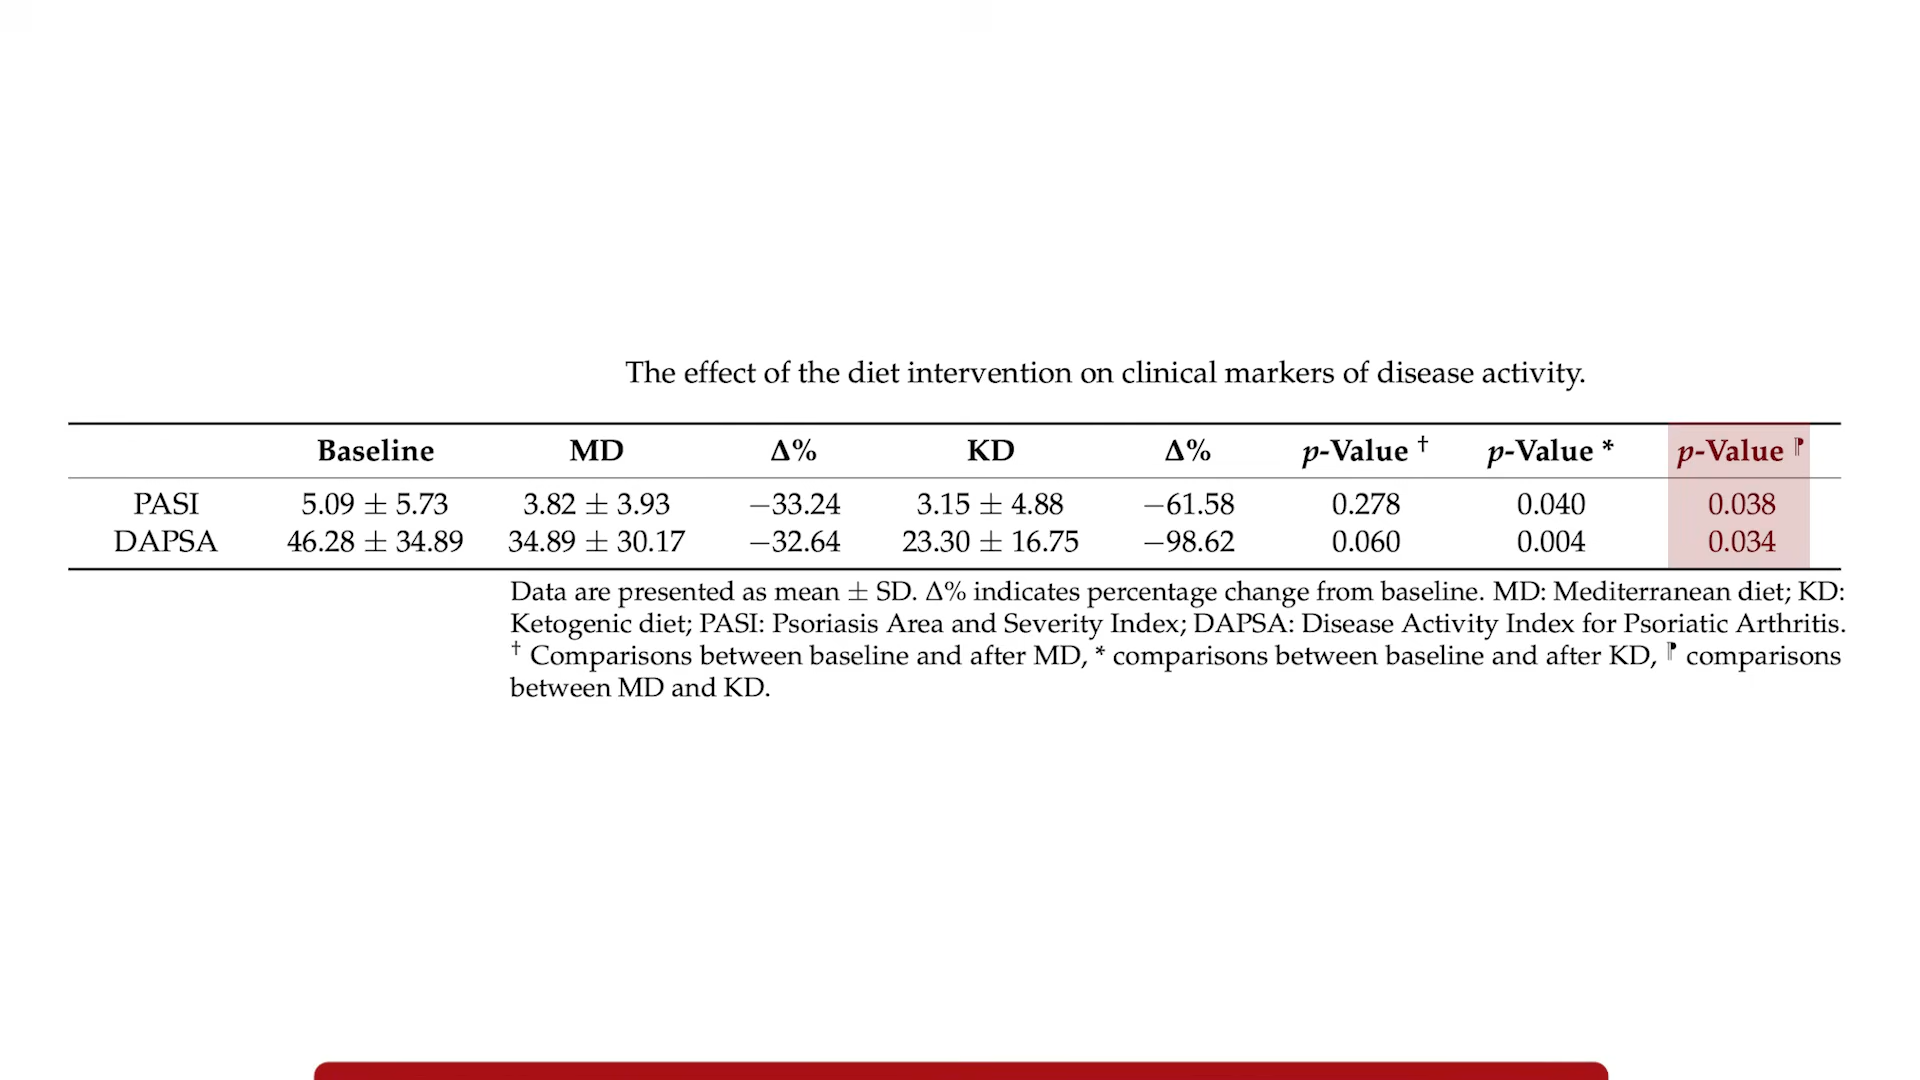 The effect of the diet intervention on clinical markers of disease activity.
Baseline MD Δ% KD Δ% p-Value † p-Value * p-Value ⁋
PASI 5.09 ± 5.73 3.82 ± 3.93 −33.24 3.15 ± 4.88 −61.58 0.278 0.040 0.038
DAPSA 46.28 ± 34.89 34.89 ± 30.17 −32.64 23.30 ± 16.75 −98.62 0.060 0.004 0.034
Data are presented as mean ± SD. Δ% indicates percentage change from baseline. MD: Mediterranean diet; KD:
Ketogenic diet; PASI: Psoriasis Area and Severity Index; DAPSA: Disease Activity Index for Psoriatic Arthritis.
† Comparisons between baseline and after MD, * comparisons between baseline and after KD, ⁋ comparisons
between MD and KD.